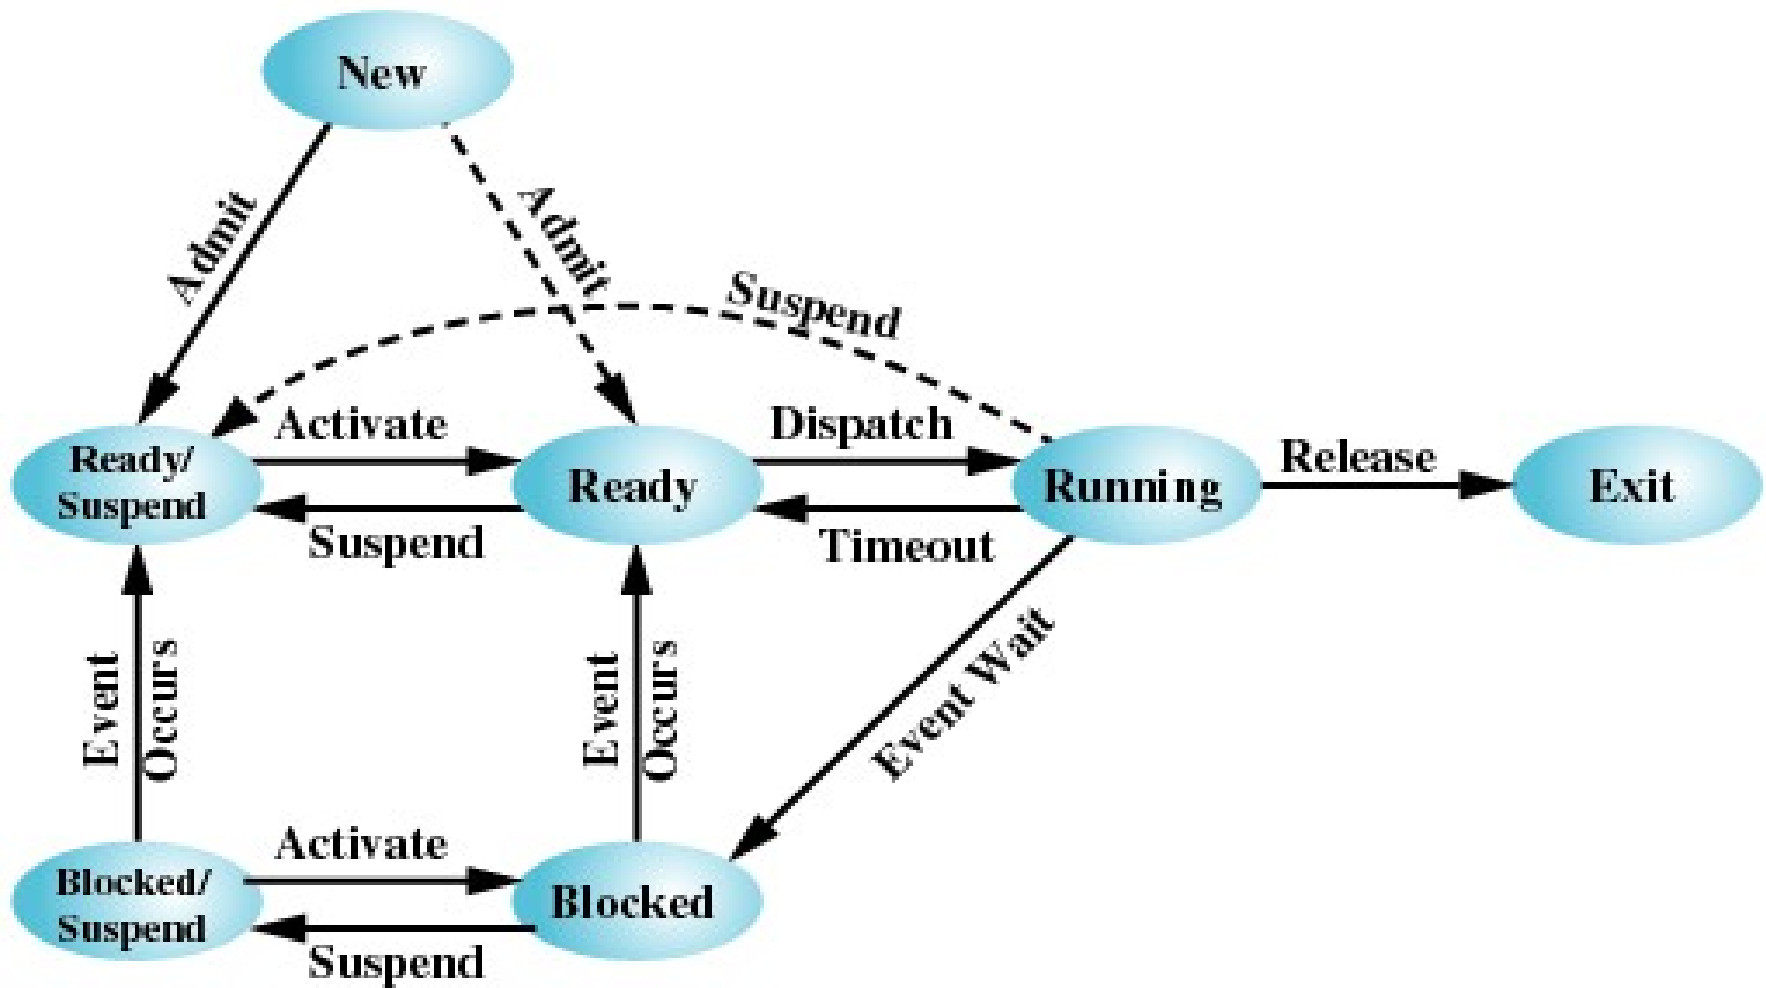 New
Admit
Admit
Suspend
Activate
Dispatch
Ready/
Suspend
Ready
Running
Release
Exit
Suspend
Timeout
Event
Occurs
Event
Occurs
Event Wait
Activate
Blocked/
Suspend
Blocked
Suspend